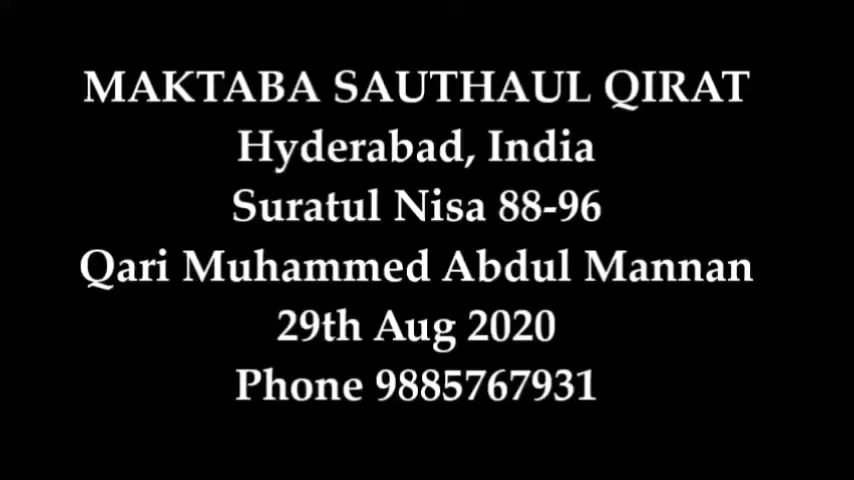 MAKTABA SAUTHAUL QIRAT
Hyderabad, India
Suratul Nisa 88-96
Qari Muhammed Abdul Mannan
29th Aug 2020
Phone 9885767931